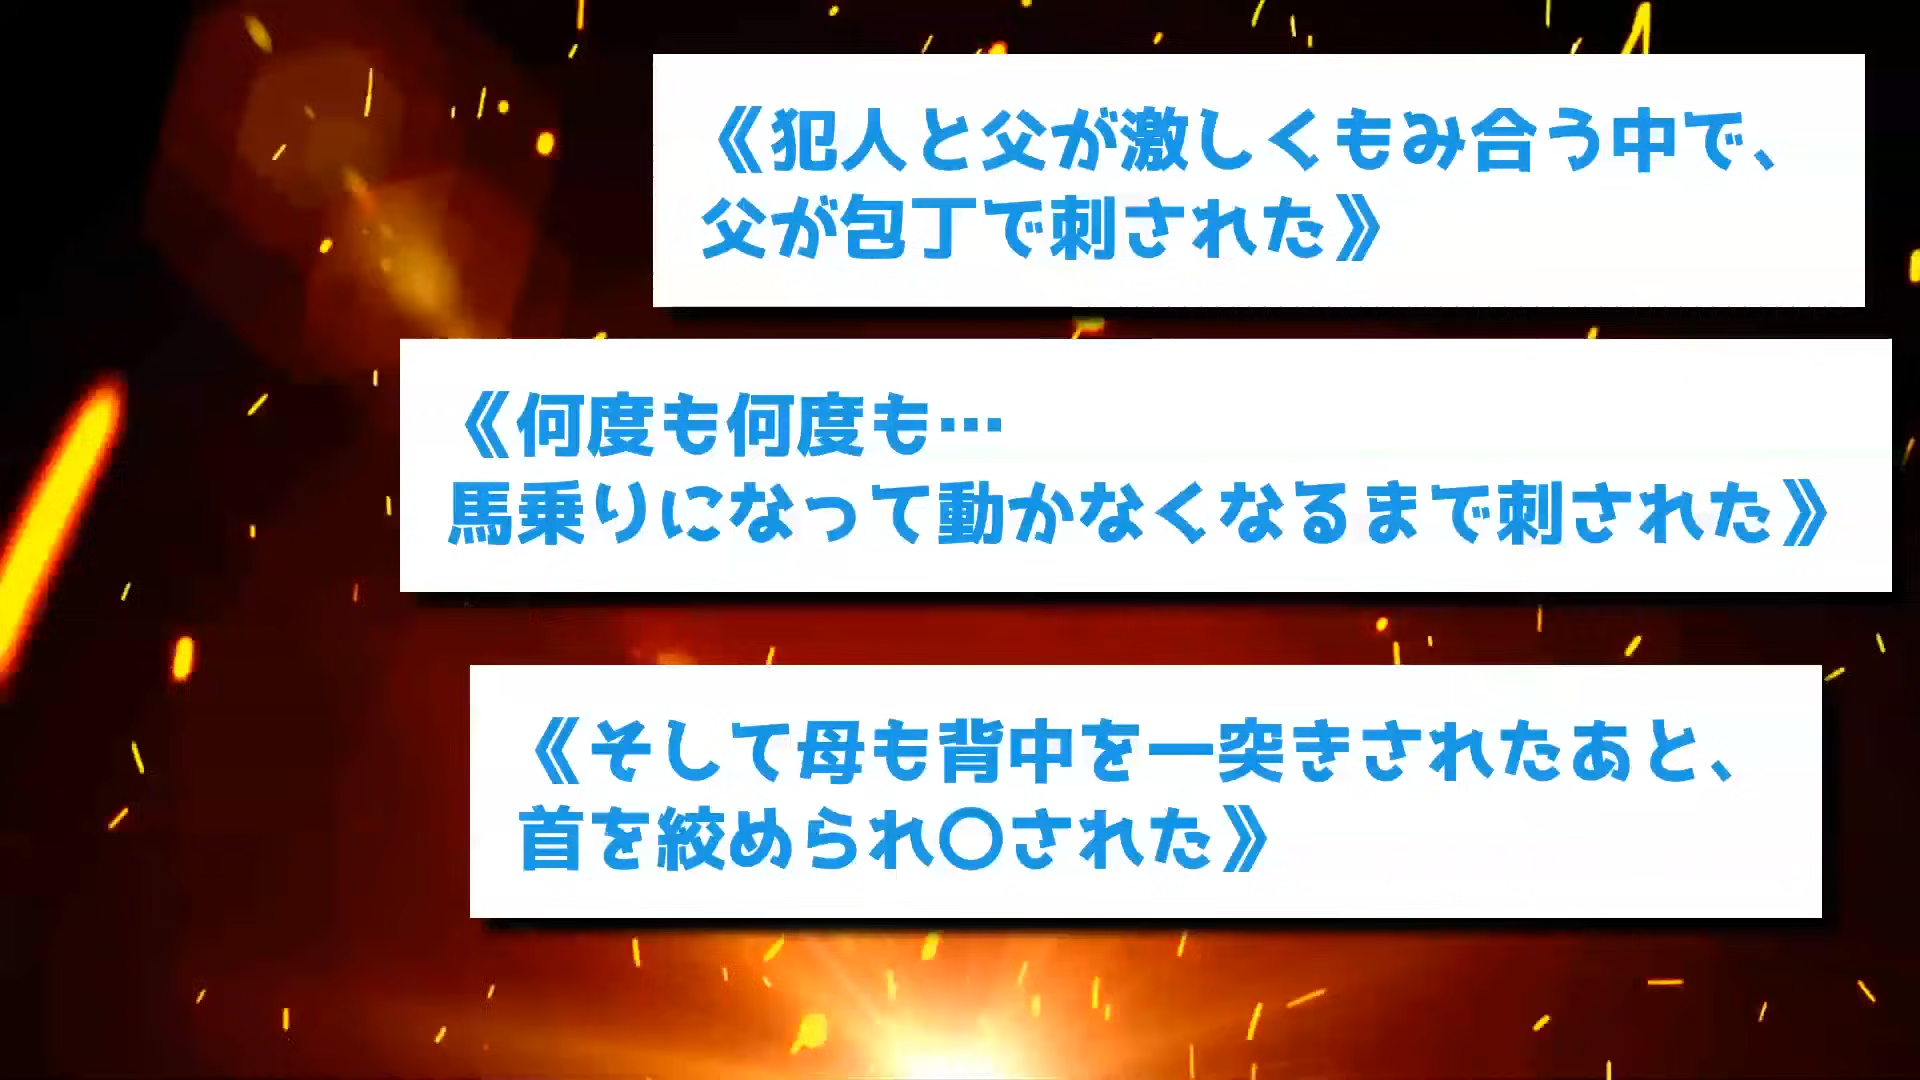 《犯人と父が激しくもみ合う中で、
父が包丁で刺された》
《何度も何度も…
馬乗りになって動かなくなるまで刺された》
《そして母も背中を一突きされたあと、
首を絞められ〇された》